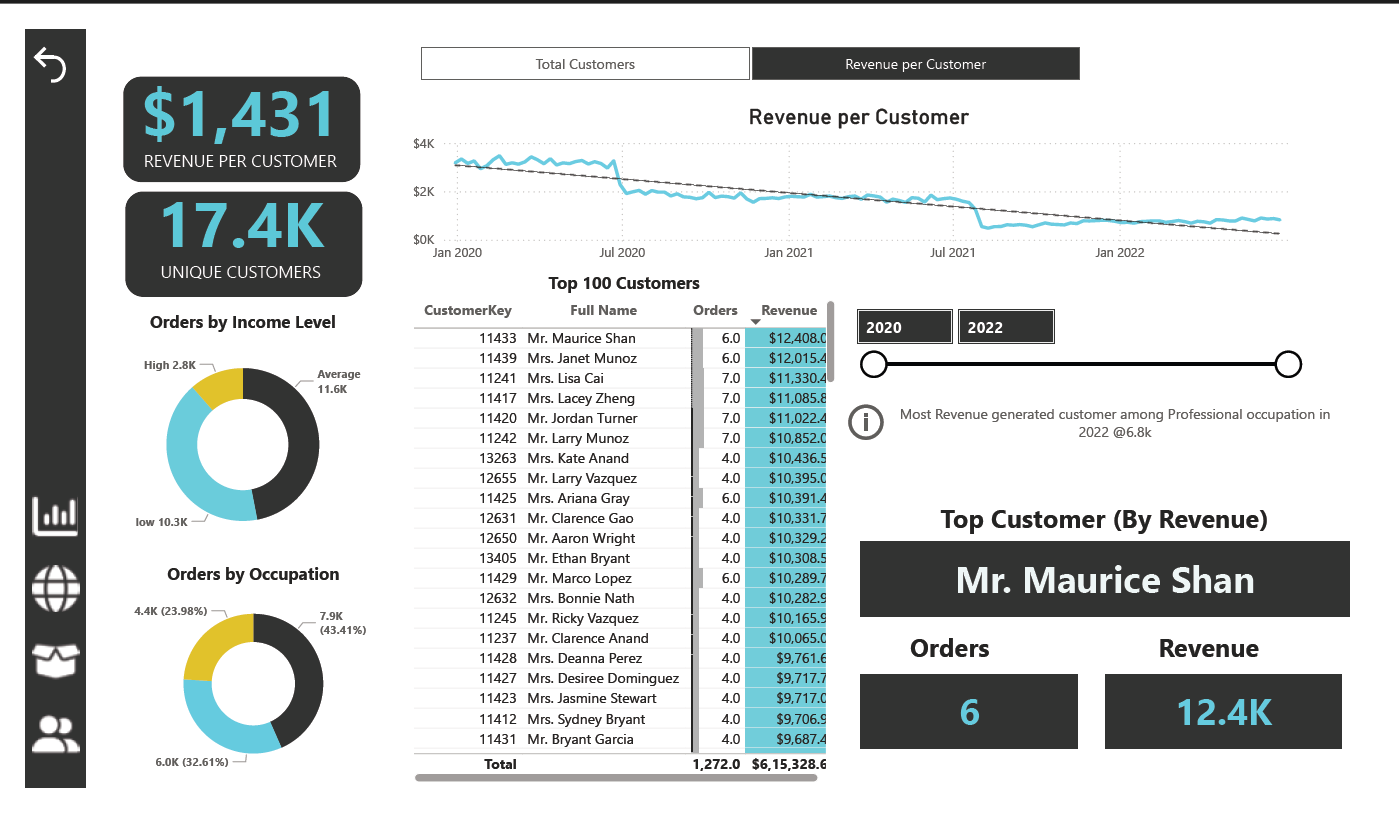 $1,431
REVENUE PER CUSTOMER
17.4K
UNIQUE CUSTOMERS
Orders by Income Level
High 2.8K
Average
11.6K
low 10.3K
Orders by Occupation
4.4K (23.98%)
7.9K
(43.41%)
6.0K (32.61%)
Total Customers
Revenue per Customer
Revenue per Customer
$4K
$2K
$0K
Jan 2020
Jul 2020
Jan 2021
Jul 2021
Jan 2022
Top 100 Customers
CustomerKey Full Name Orders Revenue
11433 Mr. Maurice Shan 6.0 $12,408.0
11439 Mrs. Janet Munoz 6.0 $12,015.4
11241 Mrs. Lisa Cai 7.0 $11,330.4
11417 Mrs. Lacey Zheng 7.0 $11,085.8
11420 Mr. Jordan Turner 7.0 $11,022.4
11242 Mr. Larry Munoz 7.0 $10,852.0
13263 Mrs. Kate Anand 4.0 $10,436.5
12655 Mr. Larry Vazquez 4.0 $10,395.0
11425 Mrs. Ariana Gray 6.0 $10,391.4
12631 Mr. Clarence Gao 4.0 $10,331.7
12650 Mr. Aaron Wright 4.0 $10,329.2
13405 Mr. Ethan Bryant 4.0 $10,308.5
11429 Mr. Marco Lopez 6.0 $10,289.7
12632 Mrs. Bonnie Nath 4.0 $10,282.9
11245 Mr. Ricky Vazquez 4.0 $10,165.9
11237 Mr. Clarence Anand 4.0 $10,065.0
11428 Mrs. Deanna Perez 4.0 $9,761.6
11427 Mrs. Desiree Dominguez 4.0 $9,717.7
11423 Mrs. Jasmine Stewart 4.0 $9,717.0
11412 Mrs. Sydney Bryant 4.0 $9,706.9
11431 Mr. Bryant Garcia 4.0 $9,687.4
Total 1,272.0 $6,15,328.6
2020
2022
Most Revenue generated customer among Professional occupation in
2022 @6.8k
Top Customer (By Revenue)
Mr. Maurice Shan
Orders
Revenue
6
12.4K